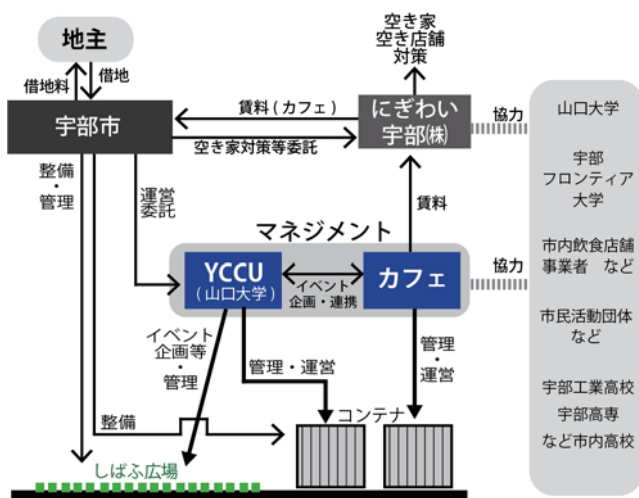 地主
借地料
借地
宇部市
賃料(カフェ)
空き家対策等委託
にぎわい
宇部㈱
空き家
空き店舗
対策
協力
整備
・
管理
運営
委託
賃料
マネジメント
YCCU
(山口大学)
イベント
企画・連携
カフェ
協力
イベント
企画等
・
管理
管理・運営
管理
・
運営
整備
コンテナ
しばふ広場
山口大学
宇部
フロンティア
大学
市内飲食店舗
事業者 など
市民活動団体
など
宇部工業高校
宇部高専
など市内高校